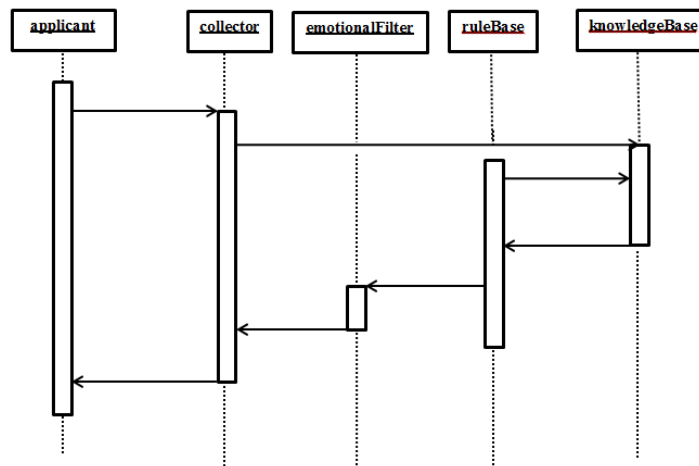 applicant
collector
emotionalFilter
ruleBase
knowledgeBase